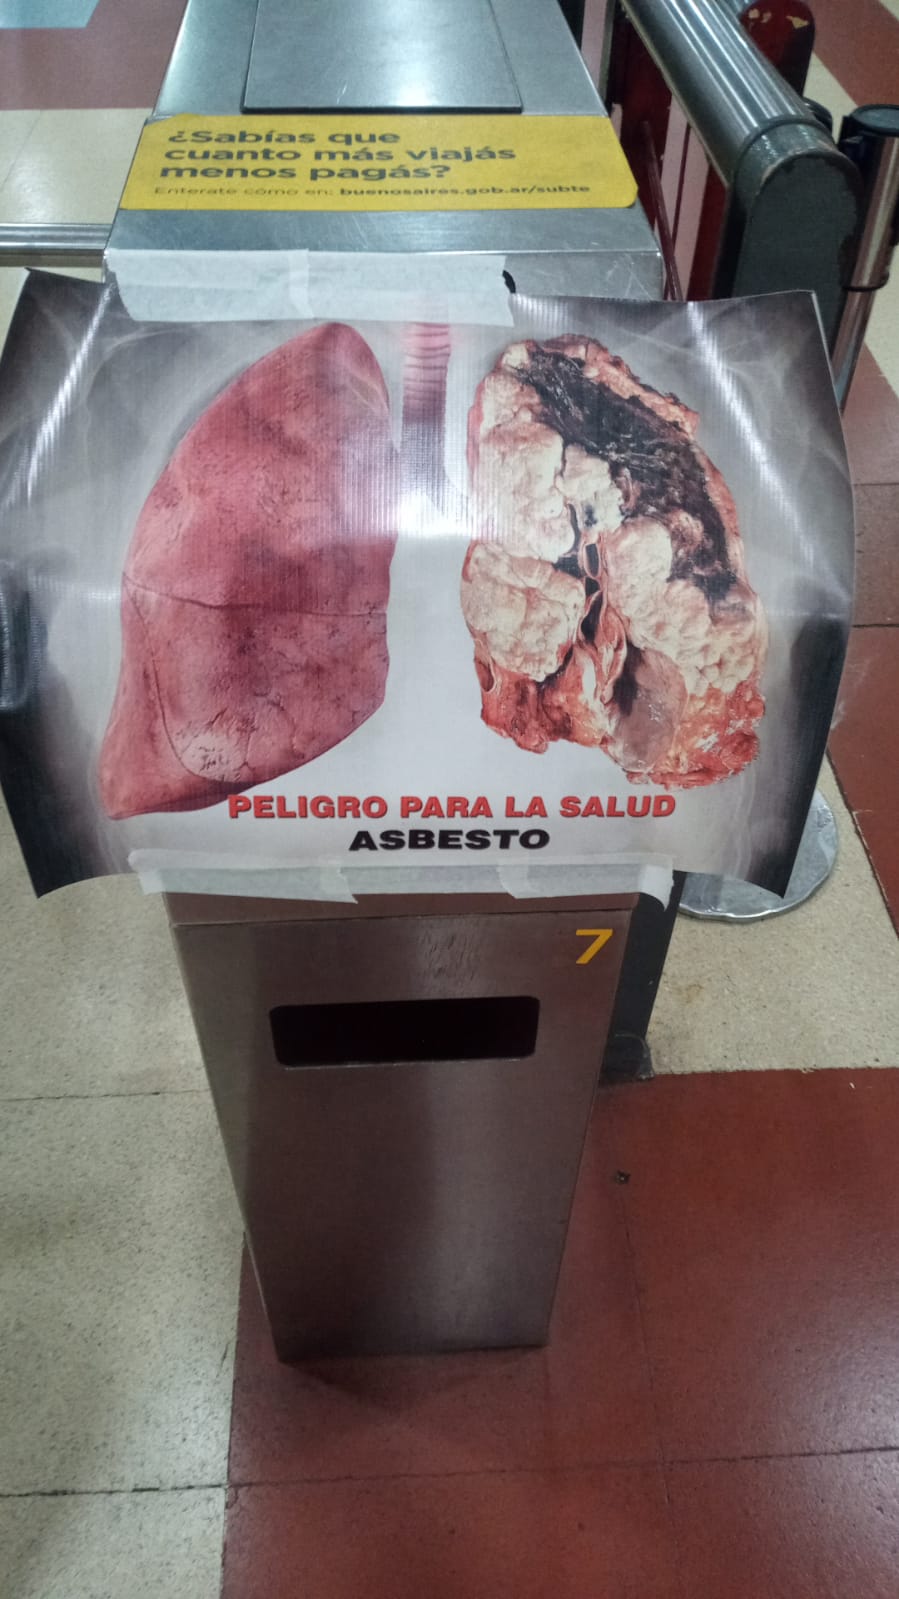 ¿Sabías que
cuanto más viajás
menos pagás?
Enterate cómo en: buenosaires.gob.ar/subte
PELIGRO PARA LA SALUD
ASBESTO
7